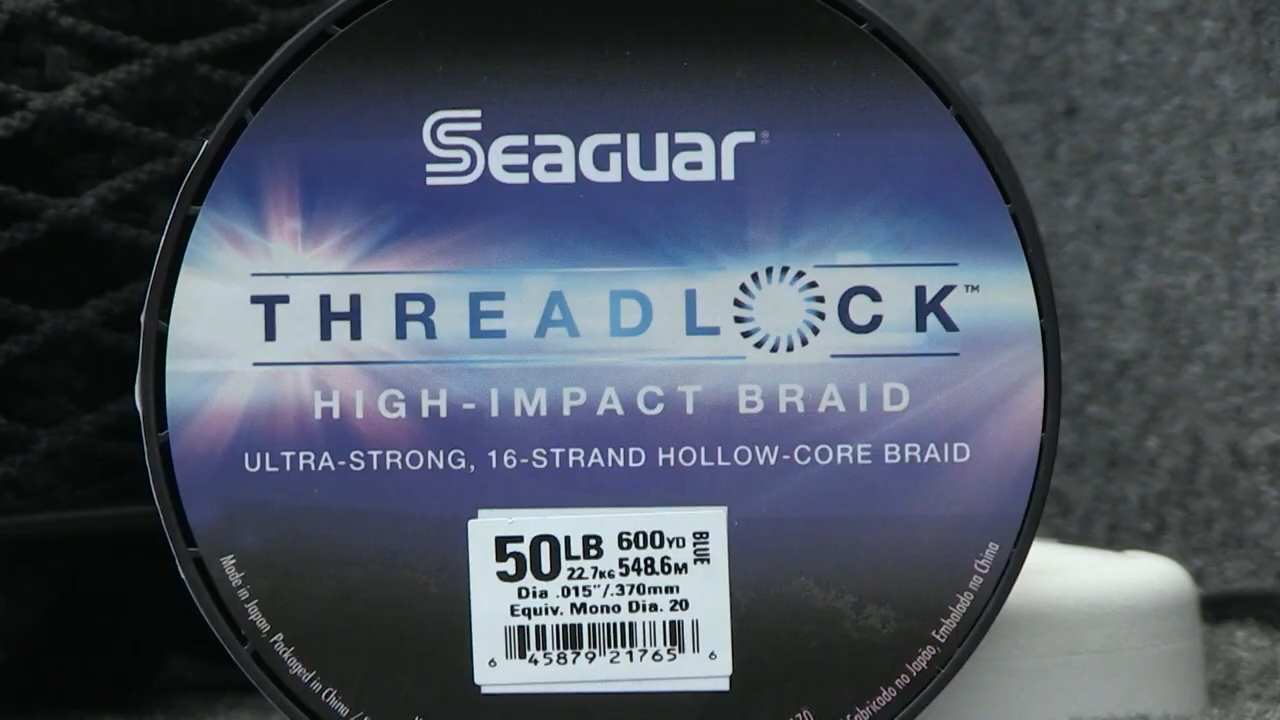 Seaguar®
THREADLOCK™
HIGH-IMPACT BRAID
ULTRA-STRONG, 16-STRAND HOLLOW-CORE BRAID
50LB 600YD BLUE
22.7KG 548.6M
Dia .015"/.370mm
Equiv. Mono Dia. 20
6 45879 21765 6
Made in Japan, Packaged in China /
Fabricado no Japão, Embalado na China